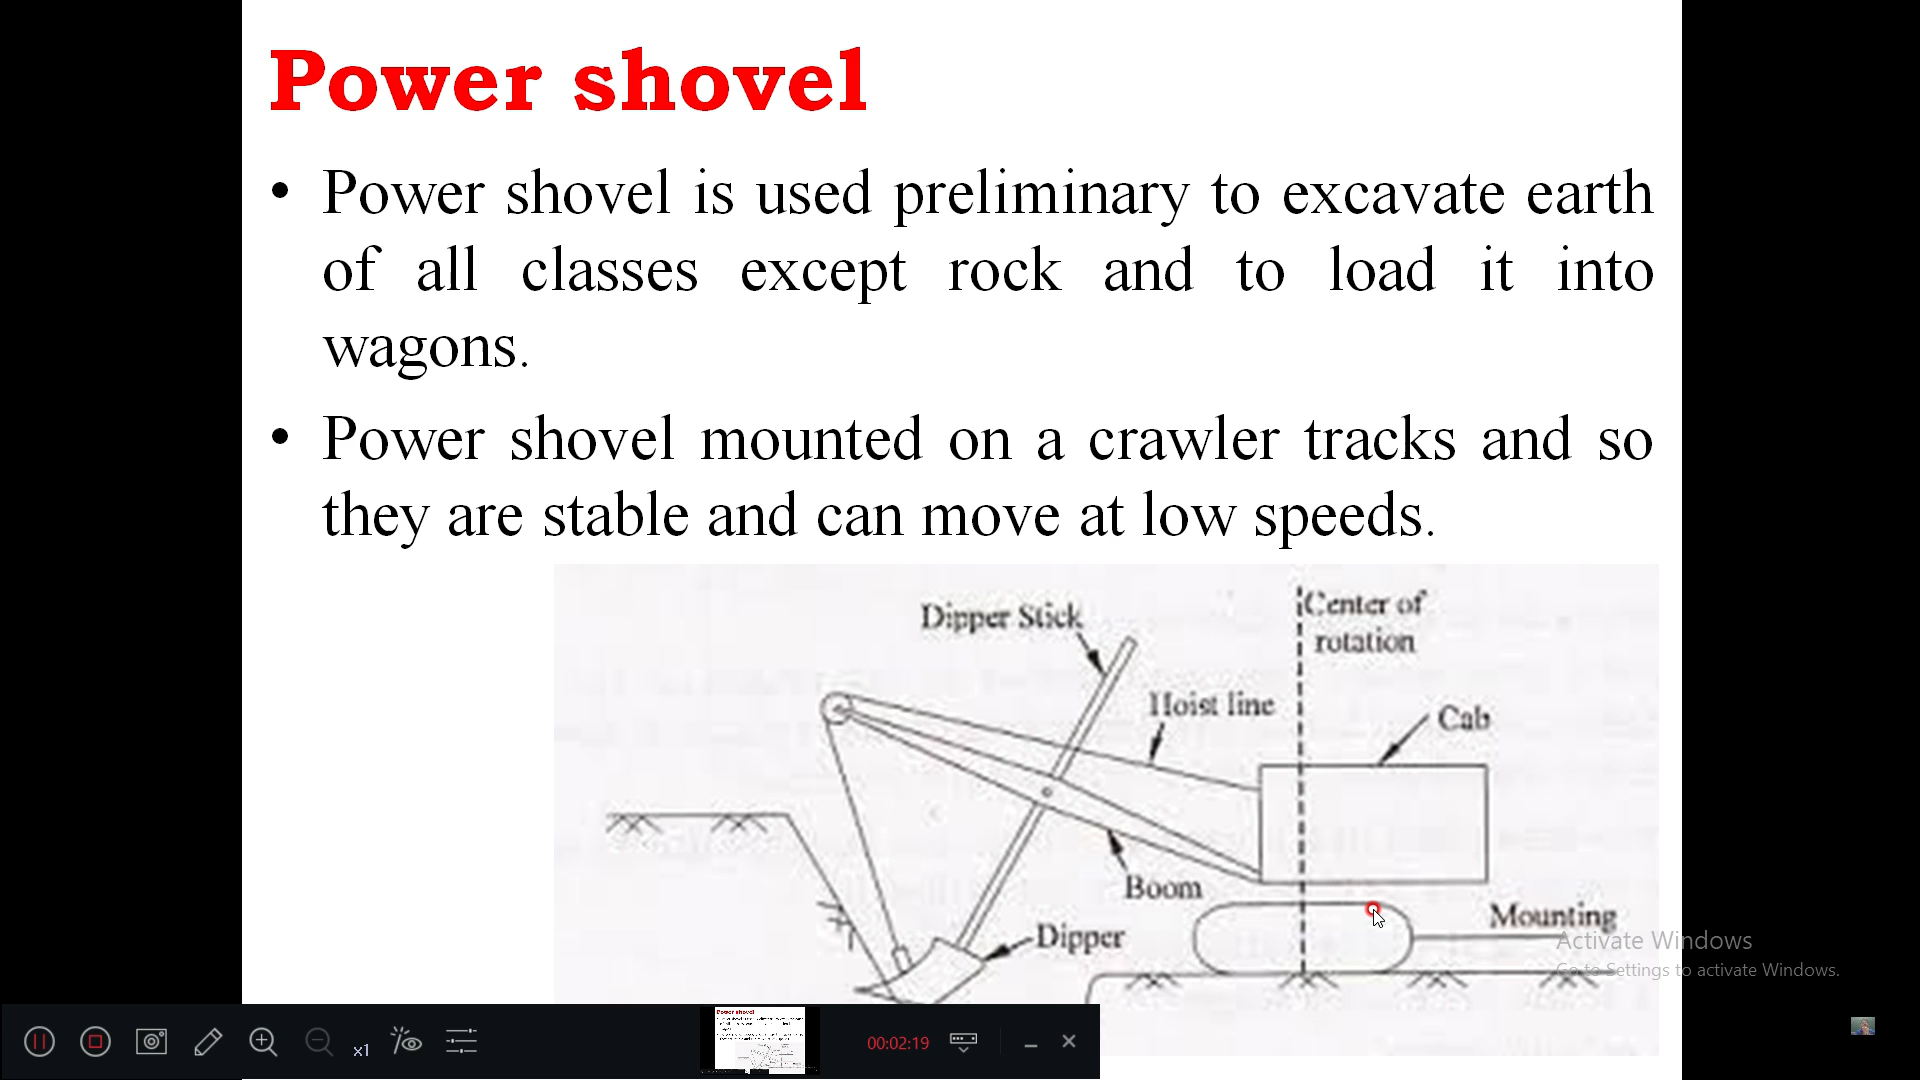 Power shovel
• Power shovel is used preliminary to excavate earth
of all classes except rock and to load it into
wagons.
• Power shovel mounted on a crawler tracks and so
they are stable and can move at low speeds.
Dipper Stick
Center of
rotation
Hoist line
Cab
Boom
Mounting
Dipper
Activate Windows
Go to Settings to activate Windows.
x1
00:02:19